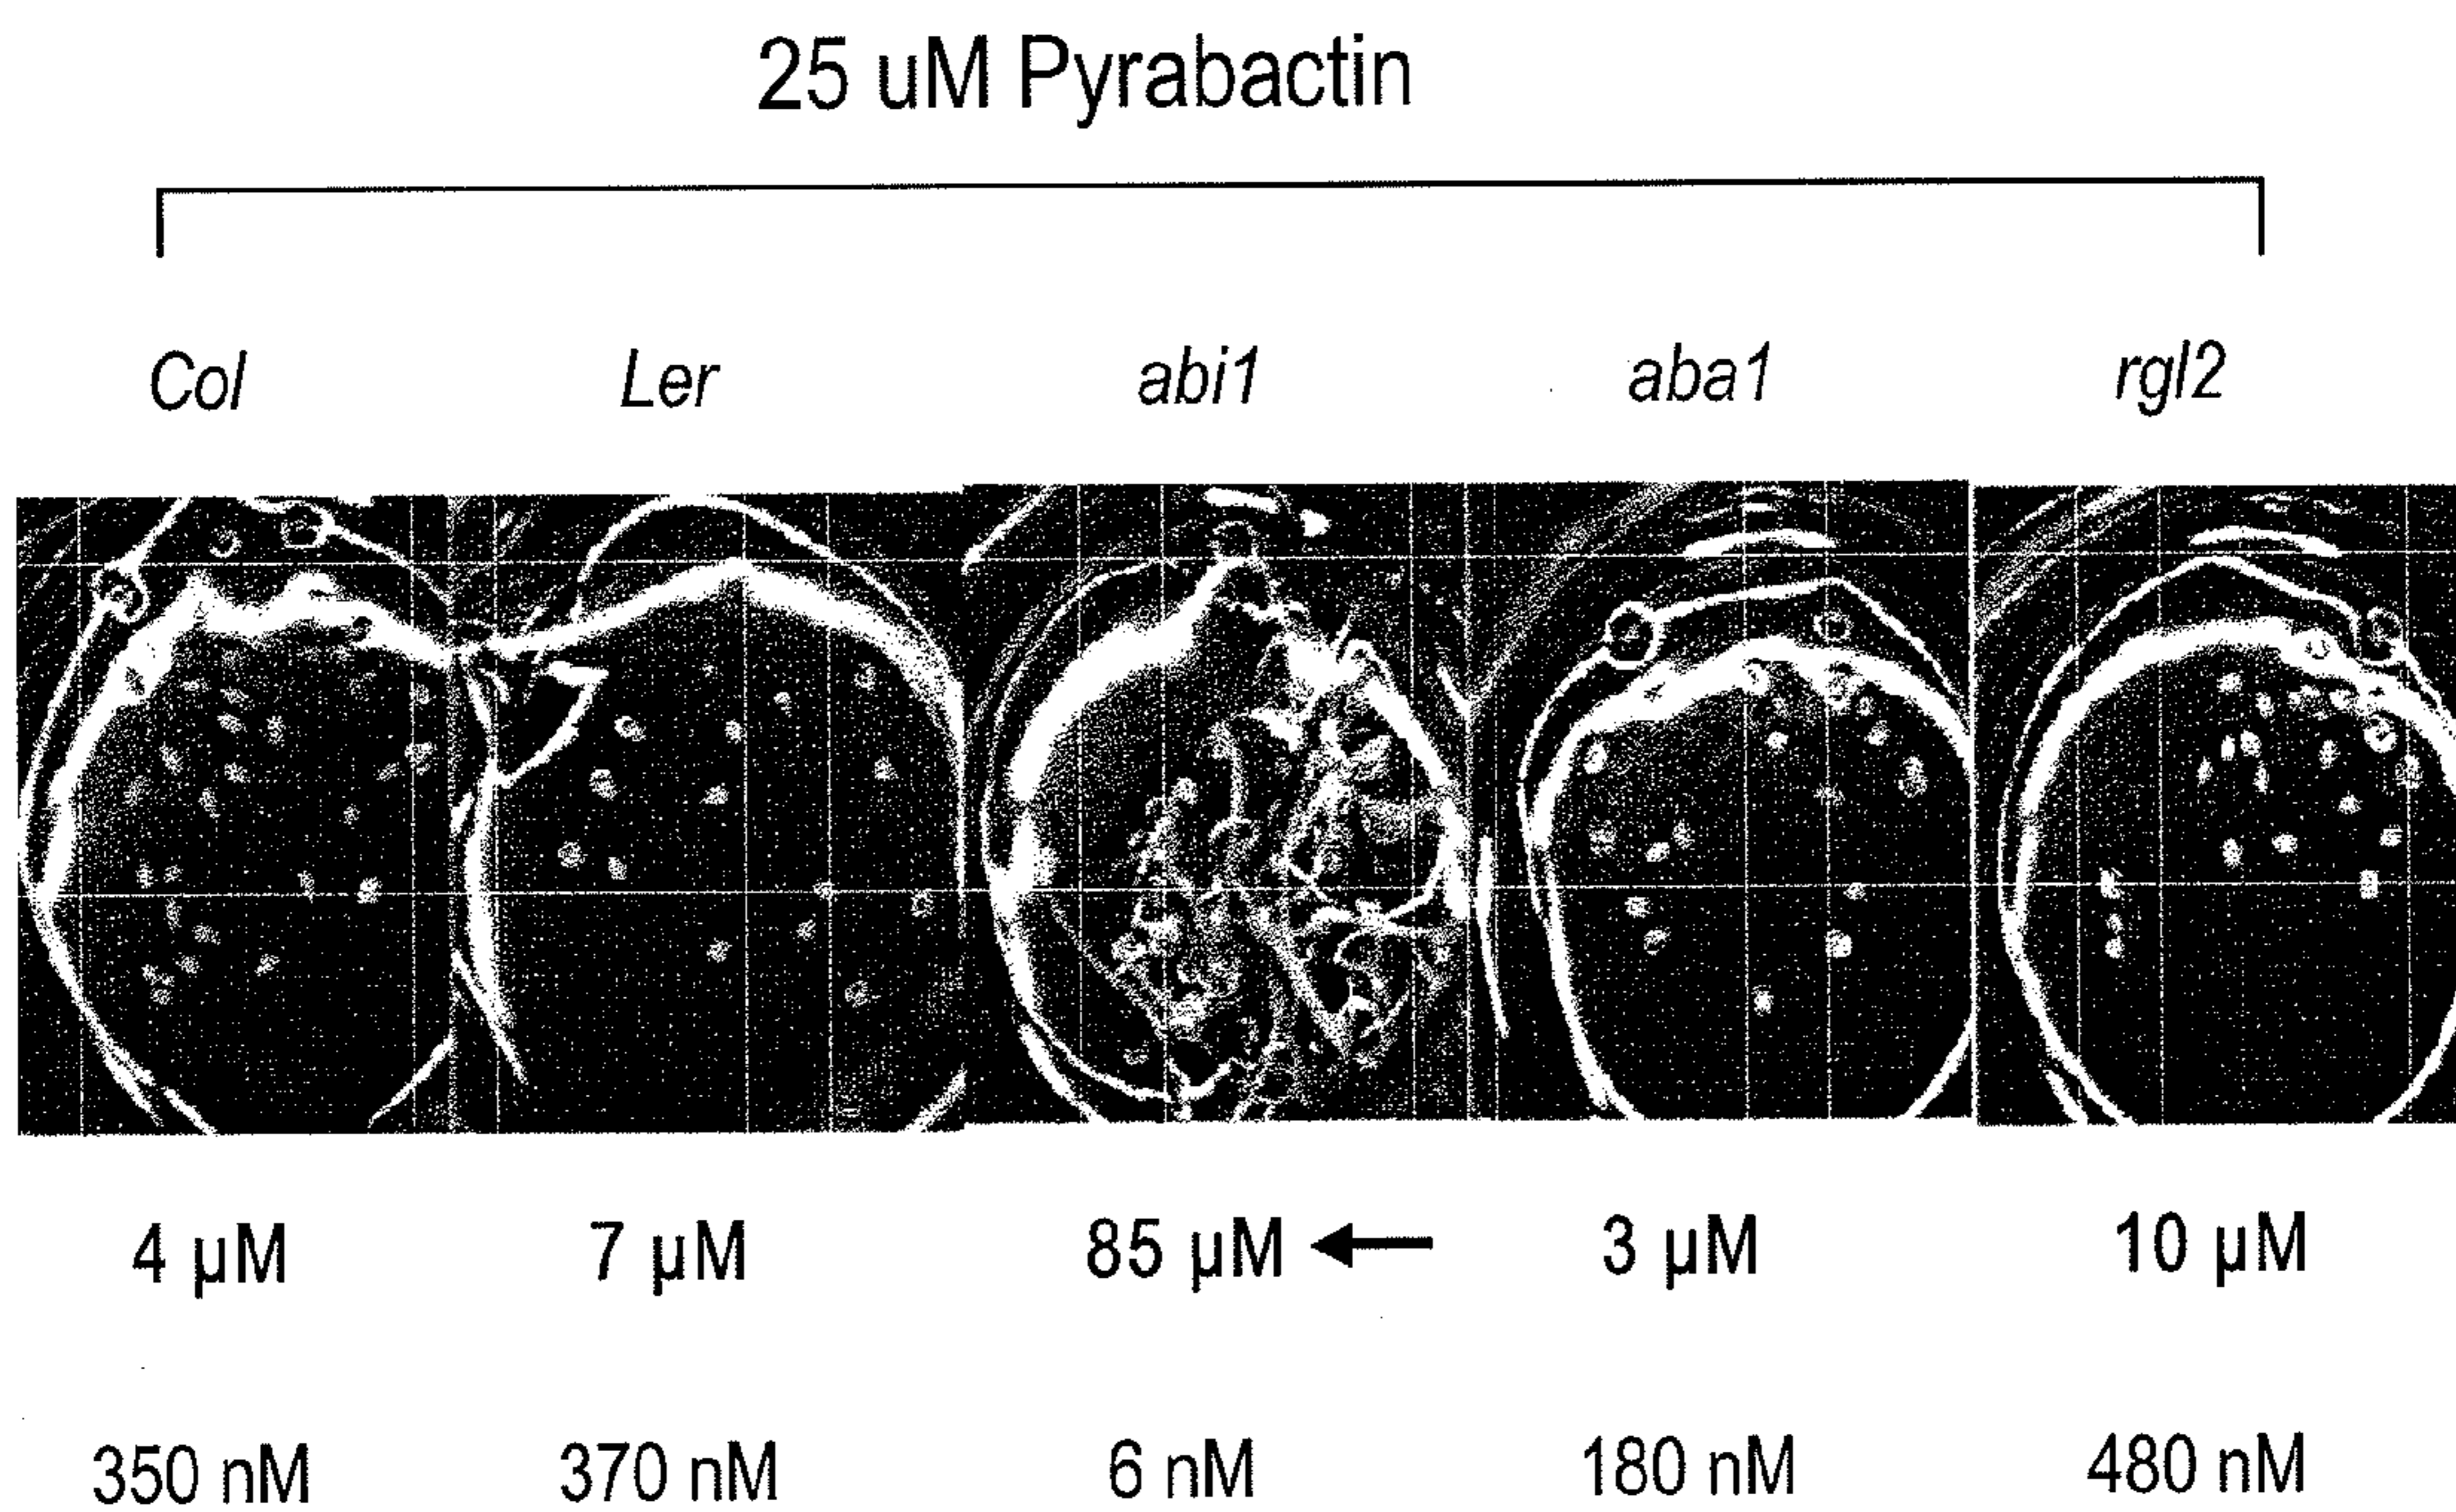 25 uM Pyrabactin
Col Ler abi1 aba1 rgl2
4 µM 7 µM 85 µM 3 µM 10 µM
350 nM 370 nM 6 nM 180 nM 480 nM